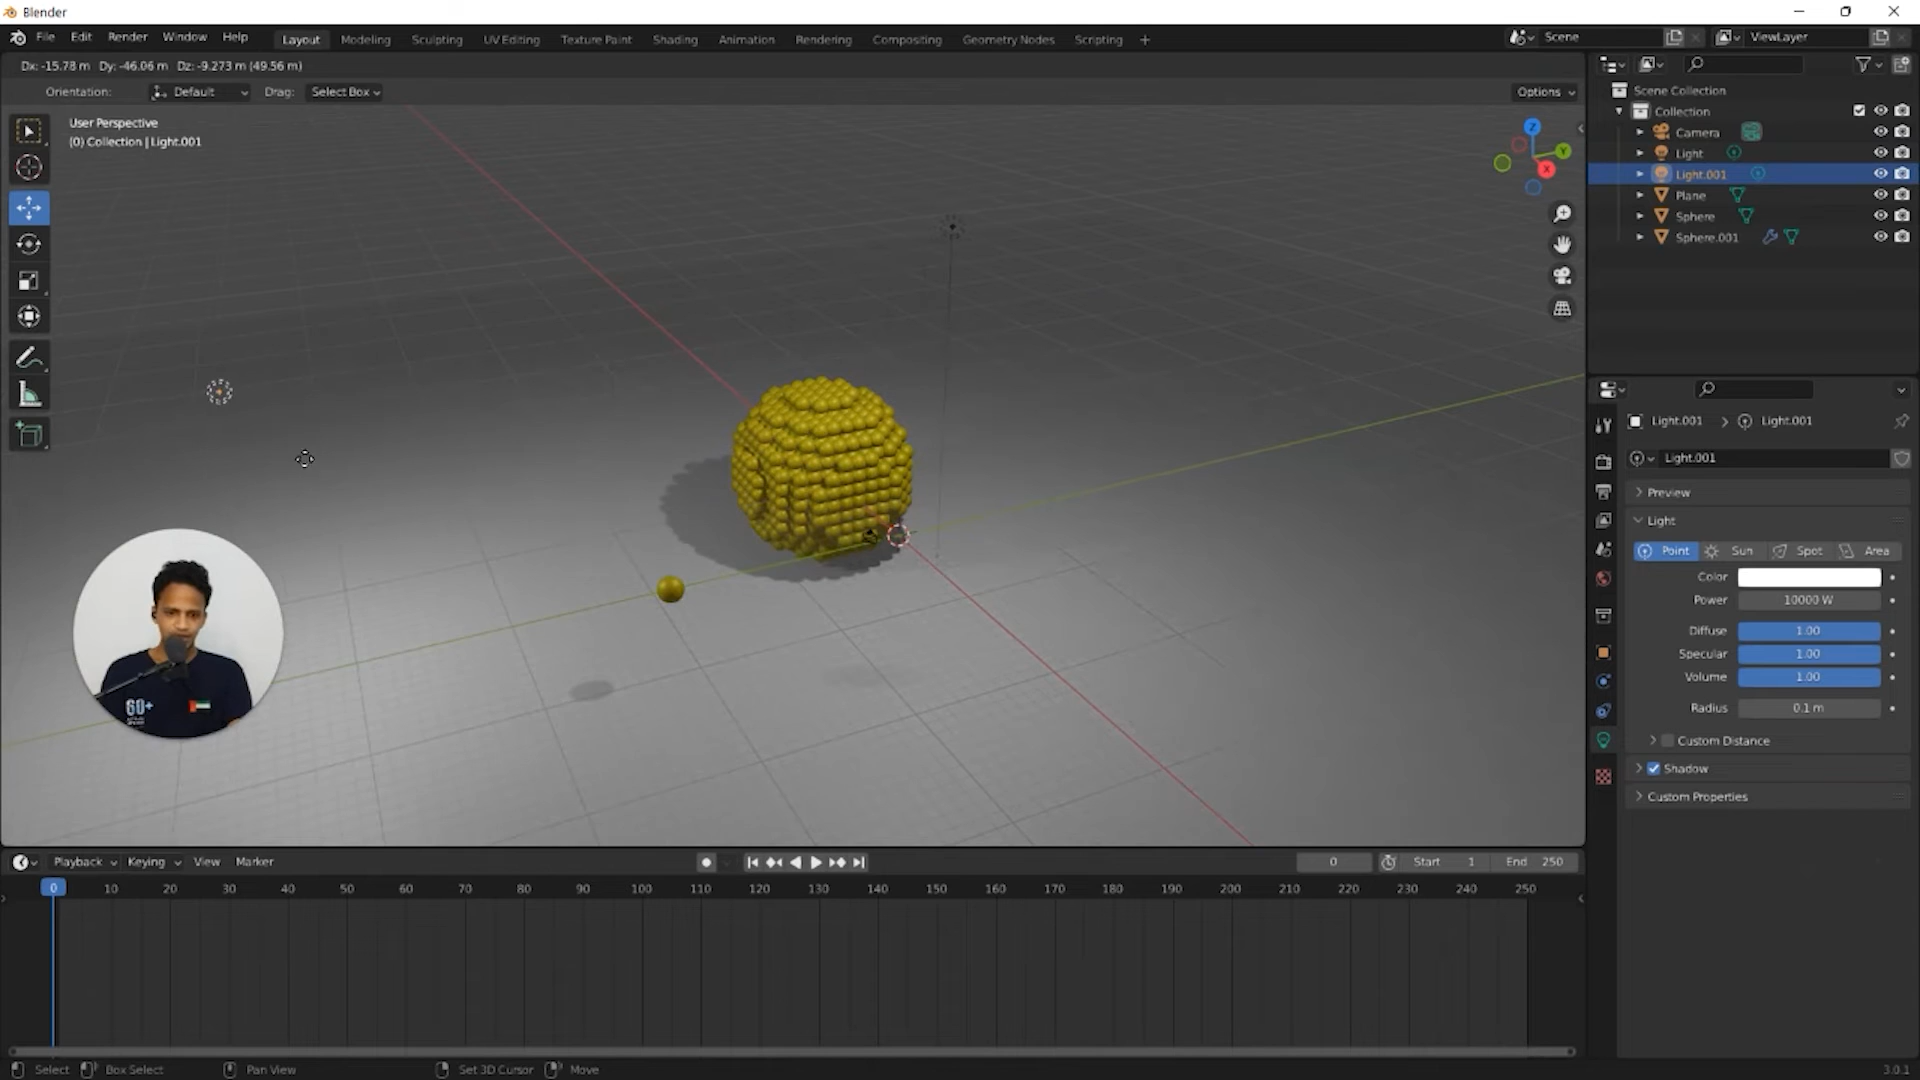 Blender
File Edit Render Window Help
Layout Modeling Sculpting UV Editing Texture Paint Shading Animation Rendering Compositing Geometry Nodes Scripting +
Scene
ViewLayer
Dx: -15.78 m Dy: -46.06 m Dz: -9.273 m (49.56 m)
Orientation: Default Drag: Select Box
Options
User Perspective
(0) Collection | Light.001
Z
Y
X
Scene Collection
Collection
Camera
Light
Light.001
Plane
Sphere
Sphere.001
Light.001 > Light.001
Light.001
Preview
Light
Point Sun Spot Area
Color
Power 10000 W
Diffuse 1.00
Specular 1.00
Volume 1.00
Radius 0.1 m
Custom Distance
Shadow
Custom Properties
60+
Playback Keying View Marker
0
Start 1
End 250
0 10 20 30 40 50 60 70 80 90 100 110 120 130 140 150 160 170 180 190 200 210 220 230 240 250
Select Box Select Pan View Set 3D Cursor Move
3.0.1